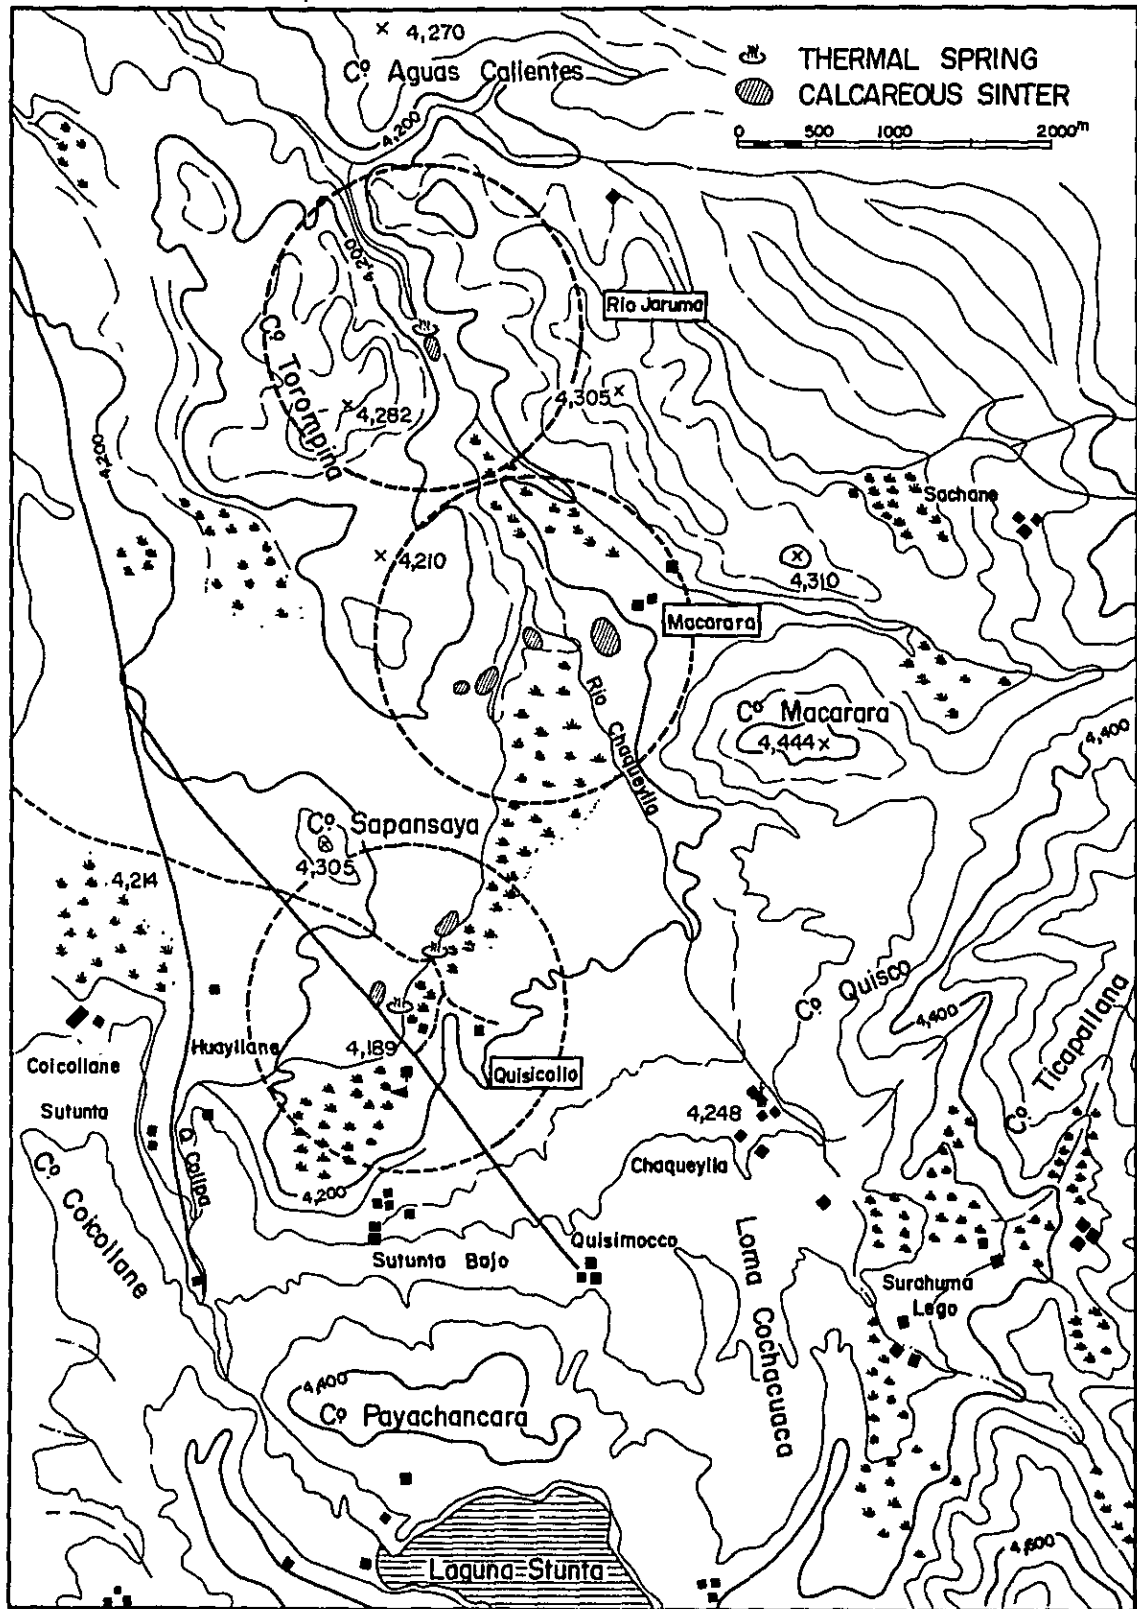 4,270
Cº Aguas Calientes
THERMAL SPRING
CALCAREOUS SINTER
0 500 1000 2000m
4,200
4,200
Río Jaruma
Cº Torompina
4,305
4,282
4,200
Sachane
4,210
4,310
Macarara
Río Chaqueylla
Cº Macarara
4,444
4,400
Cº Sapansaya
4,305
4,214
Cº Quisco
4,400
Cº Ticapallana
Huayllane
4,189
Coicollane
Quisicollo
Sutunta
4,248
Q. Collpa
Chaqueylla
Cº Coicollane
4,200
Quisimocco
Sutunta Bajo
Loma Cochacuaca
Surahuma
Lego
4,400
Cº Payachancara
4,600
Laguna Stunta